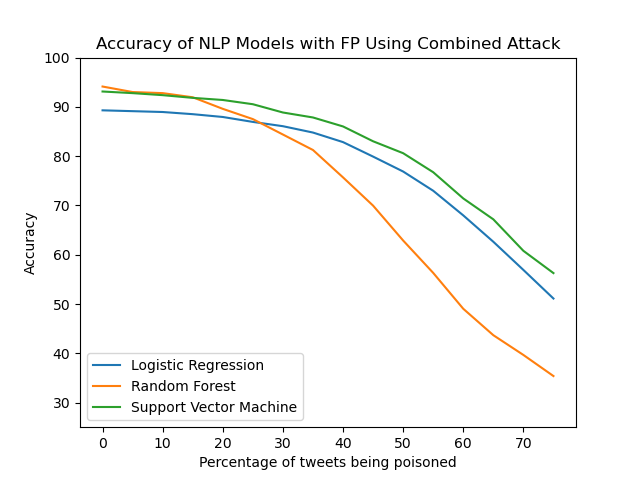 Accuracy of NLP Models with FP Using Combined Attack
100
90
80
70
60
50
40
30
Accuracy
Logistic Regression
Random Forest
Support Vector Machine
0 10 20 30 40 50 60 70
Percentage of tweets being poisoned